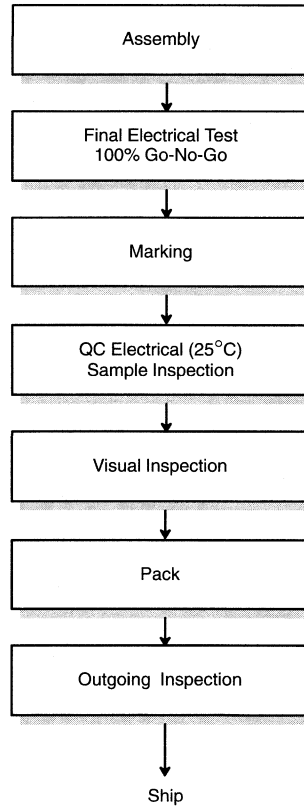 Assembly
Final Electrical Test
100% Go-No-Go
Marking
QC Electrical (25°C)
Sample Inspection
Visual Inspection
Pack
Outgoing Inspection
Ship